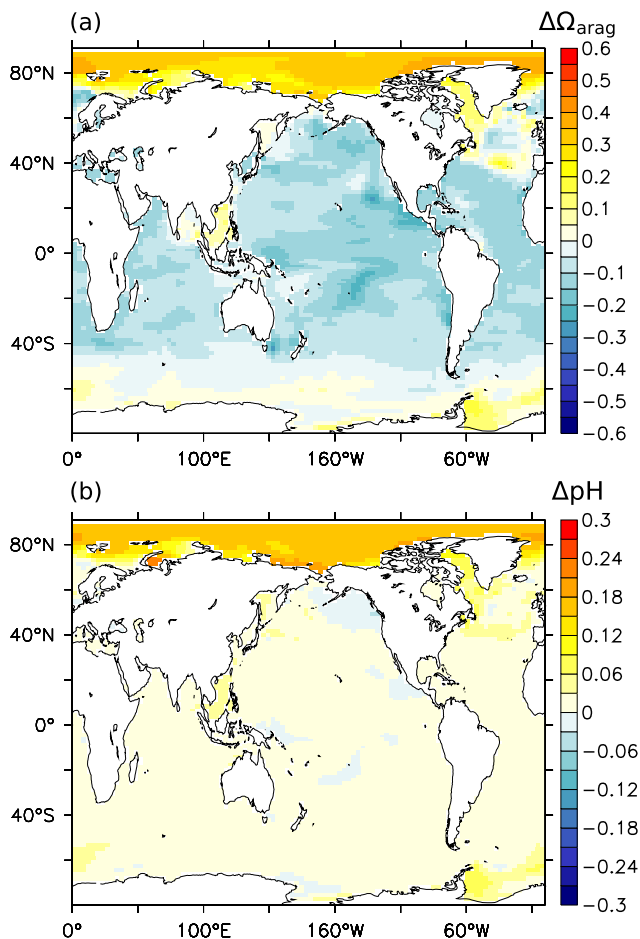 (a)
ΔΩarag
80°N
40°N
0°
40°S
0°
100°E
160°W
60°W
0.6
0.5
0.4
0.3
0.2
0.1
0
−0.1
−0.2
−0.3
−0.4
−0.5
−0.6
(b)
ΔpH
80°N
40°N
0°
40°S
0°
100°E
160°W
60°W
0.3
0.24
0.18
0.12
0.06
0
−0.06
−0.12
−0.18
−0.24
−0.3